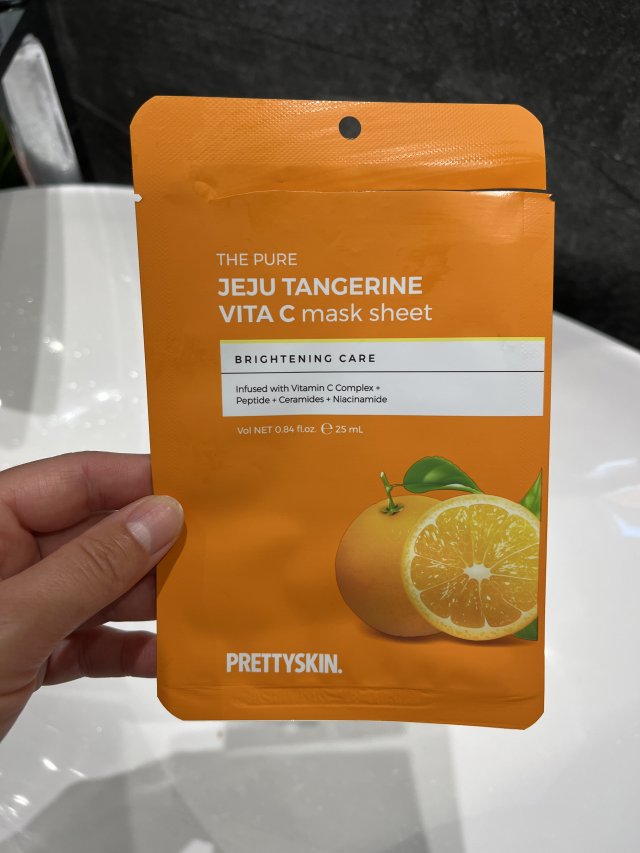 THE PURE
JEJU TANGERINE
VITA C mask sheet
BRIGHTENING CARE
Infused with Vitamin C Complex +
Peptide + Ceramides + Niacinamide
Vol NET 0.84 fl.oz. ℮ 25 mL
PRETTYSKIN.